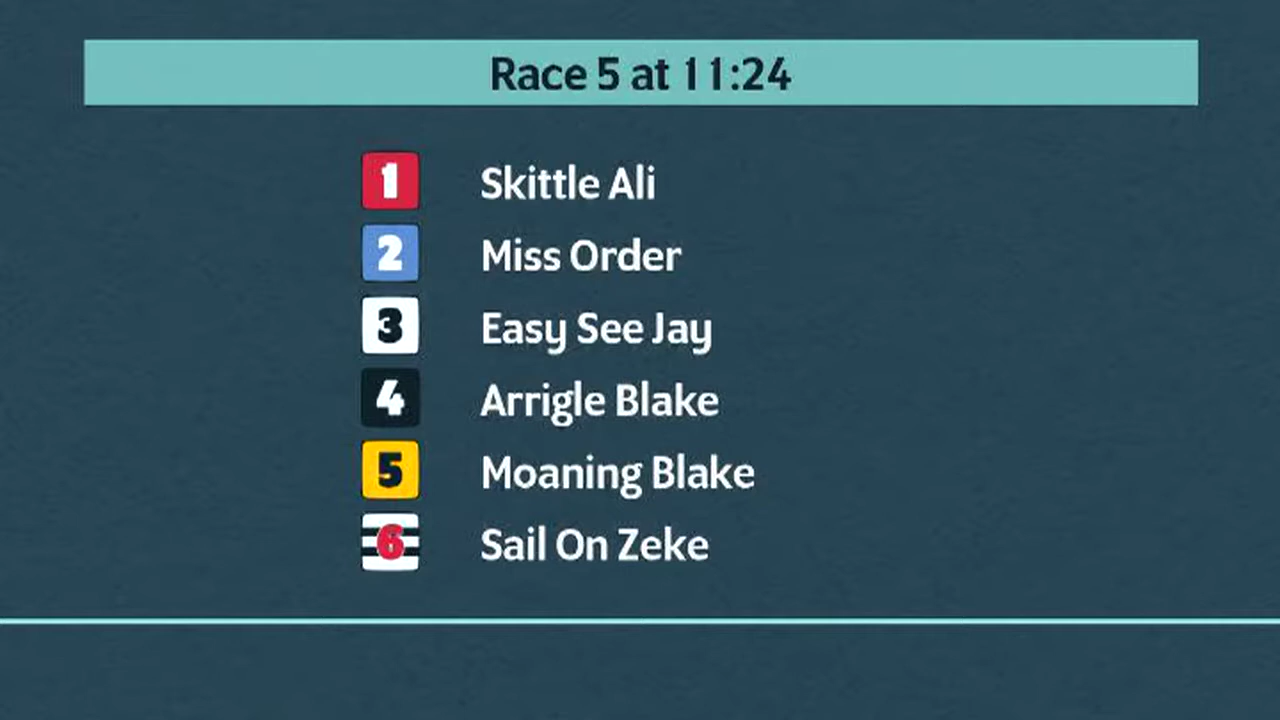 Race 5 at 11:24
1 Skittle Ali
2 Miss Order
3 Easy See Jay
4 Arrigle Blake
5 Moaning Blake
6 Sail On Zeke